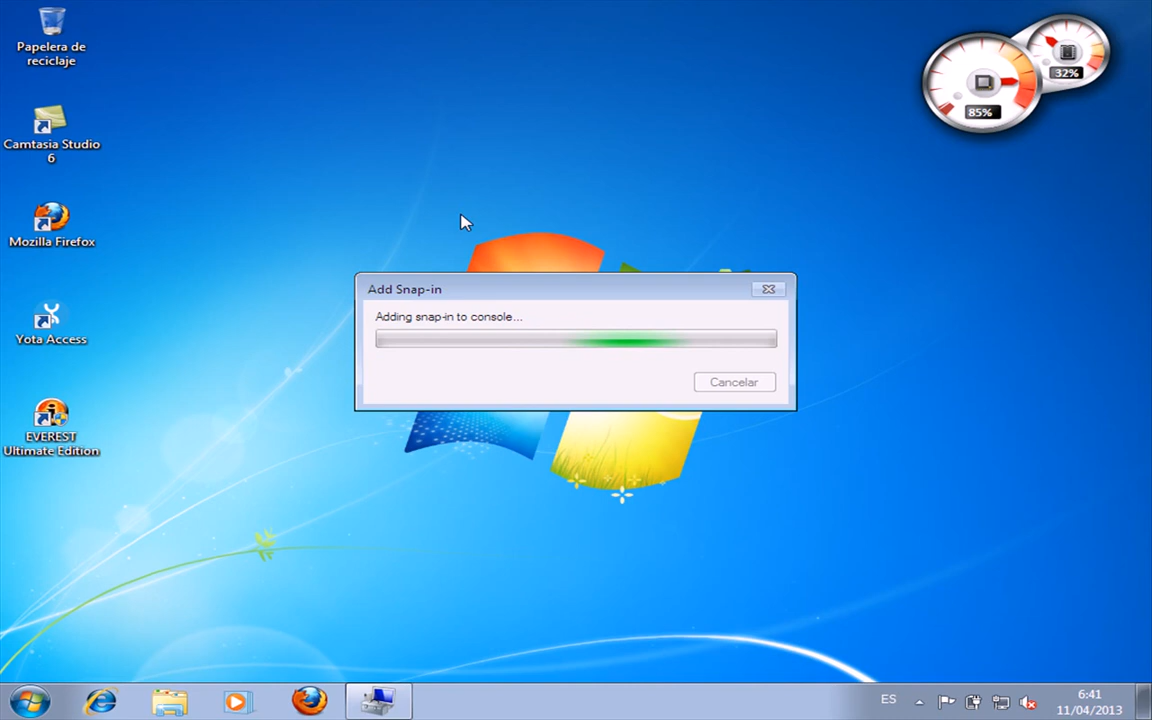 Papelera de
reciclaje
Camtasia Studio
6
Mozilla Firefox
Yota Access
EVEREST
Ultimate Edition
32%
85%
Add Snap-in
Adding snap-in to console...
Cancelar
ES
6:41
11/04/2013